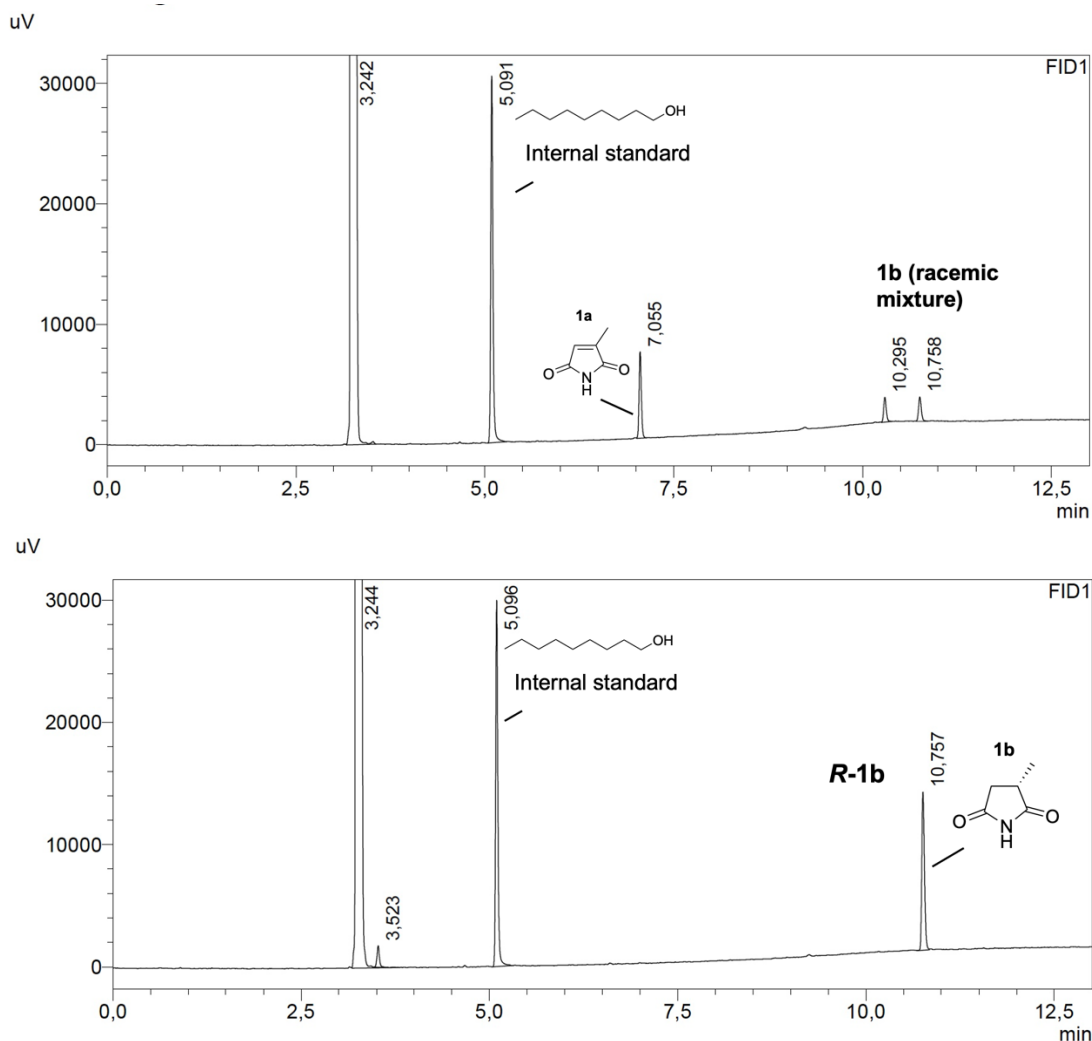 uV
FID1
30000
20000
10000
0
3,242
5,091
OH
Internal standard
1a
O
N
H
O
7,055
1b (racemic
mixture)
10,295
10,758
0,0
2,5
5,0
7,5
10,0
12,5
min
uV
FID1
30000
20000
10000
0
3,244
3,523
5,096
OH
Internal standard
R-1b
10,757
1b
O
N
H
O
0,0
2,5
5,0
7,5
10,0
12,5
min